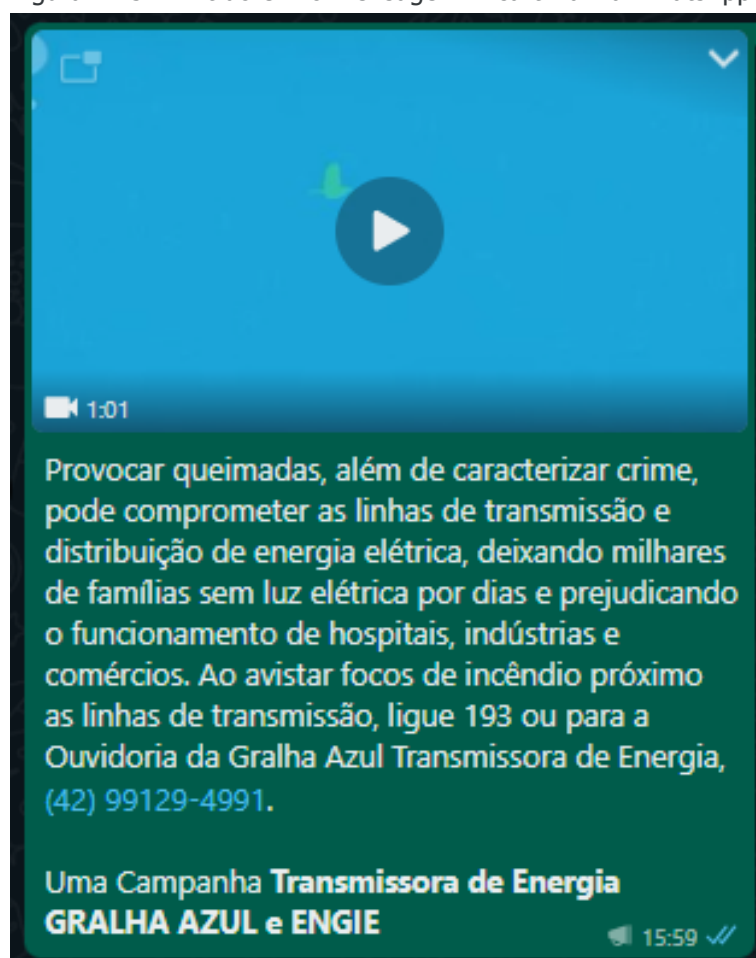 1:01
Provocar queimadas, além de caracterizar crime,
pode comprometer as linhas de transmissão e
distribuição de energia elétrica, deixando milhares
de famílias sem luz elétrica por dias e prejudicando
o funcionamento de hospitais, indústrias e
comércios. Ao avistar focos de incêndio próximo
as linhas de transmissão, ligue 193 ou para a
Ouvidoria da Gralha Azul Transmissora de Energia,
(42) 99129-4991.
Uma Campanha Transmissora de Energia
GRALHA AZUL e ENGIE
15:59